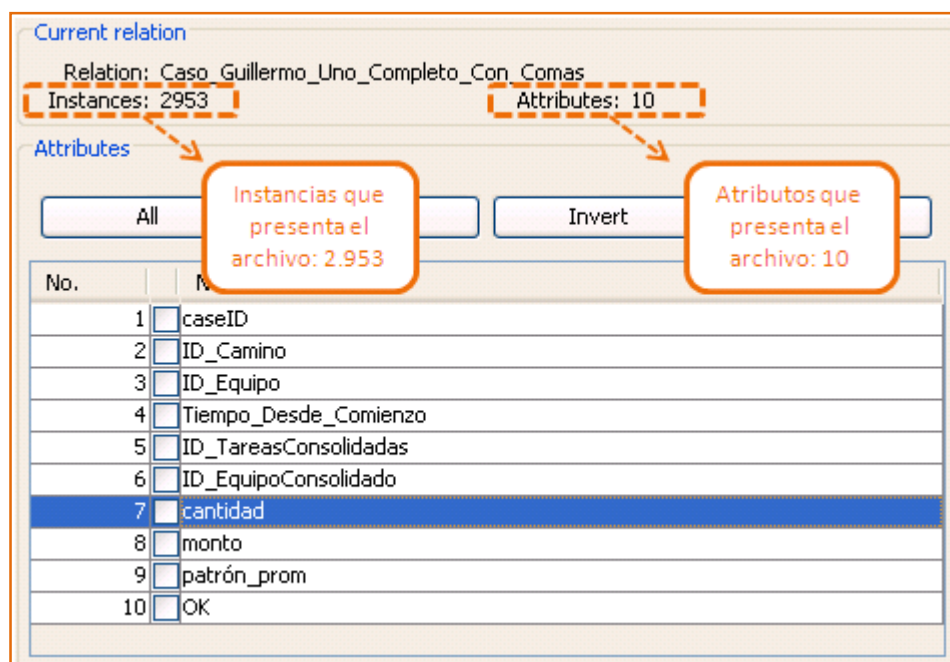 Current relation
Relation: Caso_Guillermo_Uno_Completo_Con_Comas
Instances: 2953 Attributes: 10
Attributes
Instancias que
presenta el
archivo: 2.953
Atributos que
presenta el
archivo: 10
All Invert
No.
1 caseID
2 ID_Camino
3 ID_Equipo
4 Tiempo_Desde_Comienzo
5 ID_TareasConsolidadas
6 ID_EquipoConsolidado
7 cantidad
8 monto
9 patrón_prom
10 OK